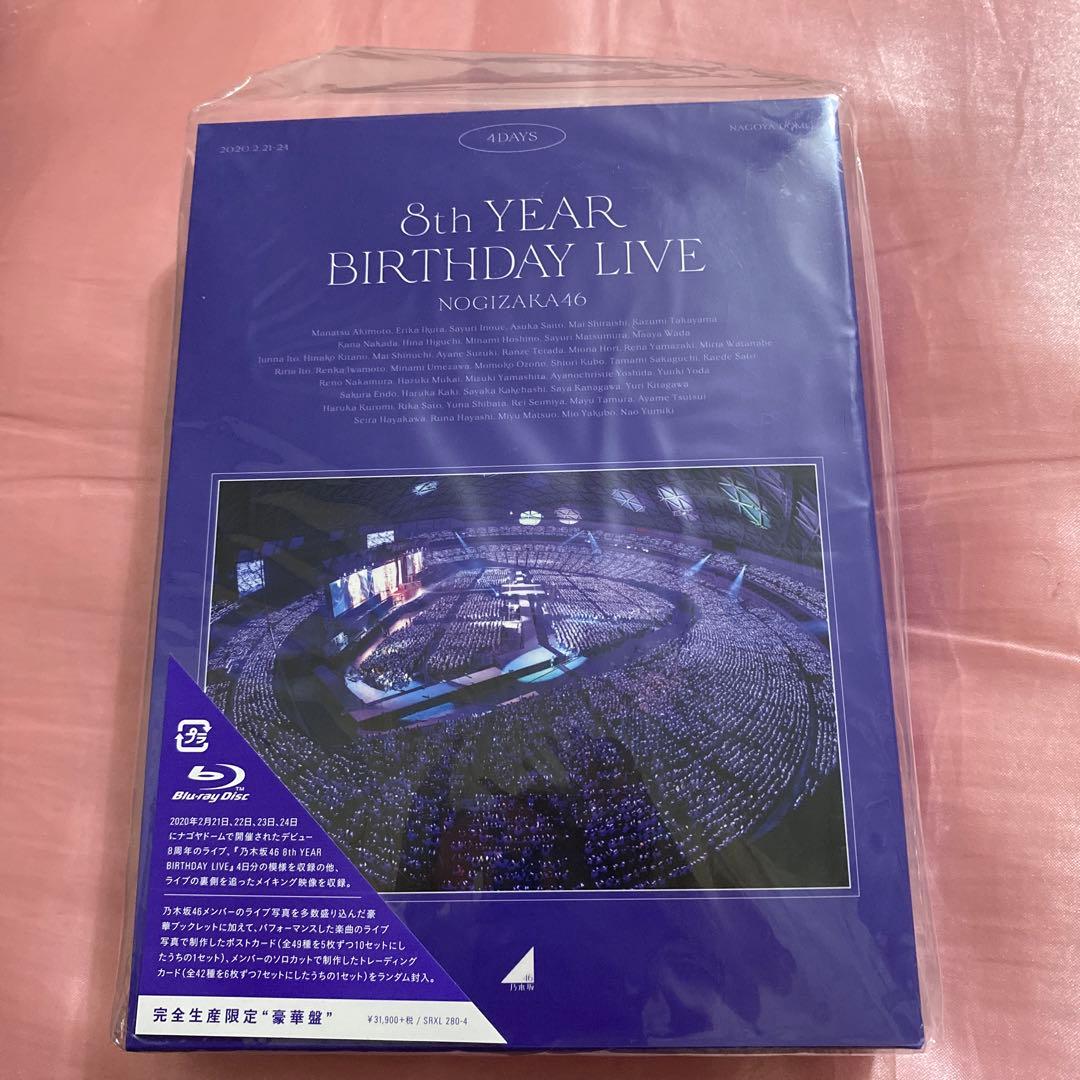 4DAYS
2020.2.21-24
NAGOYA DOME
8th YEAR
BIRTHDAY LIVE
NOGIZAKA46
Manatsu Akimoto, Erika Ikuta, Sayuri Inoue, Asuka Saito, Mai Shiraishi, Kazumi Takayama
Kana Nakada, Hina Higuchi, Minami Hoshino, Sayuri Matsumura, Maaya Wada
Junna Ito, Hinako Kitano, Mai Shinuchi, Ayane Suzuki, Ranze Terada, Miona Hori, Rena Yamazaki, Miria Watanabe
Riria Ito, Renka Iwamoto, Minami Umezawa, Momoko Ozono, Shiori Kubo, Tamami Sakaguchi, Kaede Sato
Reno Nakamura, Hazuki Mukai, Mizuki Yamashita, Ayanochristie Yoshida, Yuuki Yoda
Sakura Endo, Haruka Kaki, Sayaka Kakehashi, Saya Kanagawa, Yuri Kitagawa
Haruka Kuromi, Rika Sato, Yuna Shibata, Rei Seimiya, Mayu Tamura, Ayame Tsutsui
Seira Hayakawa, Runa Hayashi, Miyu Matsuo, Mio Yakubo, Nao Yumiki
プラ
Blu-ray Disc™
2020年2月21日、22日、23日、24日
にナゴヤドームで開催されたデビュー
8周年のライブ、『乃木坂46 8th YEAR
BIRTHDAY LIVE』4日分の模様を収録の他、
ライブの裏側を追ったメイキング映像を収録。
乃木坂46メンバーのライブ写真を多数盛り込んだ豪
華ブックレットに加えて、パフォーマンスした楽曲のライブ
写真で制作したポストカード（全49種を5枚ずつ10セットにし
たうちの1セット）、メンバーのソロカットで制作したトレーディング
カード（全42種を6枚ずつ7セットにしたうちの1セット）をランダム封入。
完全生産限定“豪華盤” ¥31,900+税 / SRXL 280-4
46
乃木坂